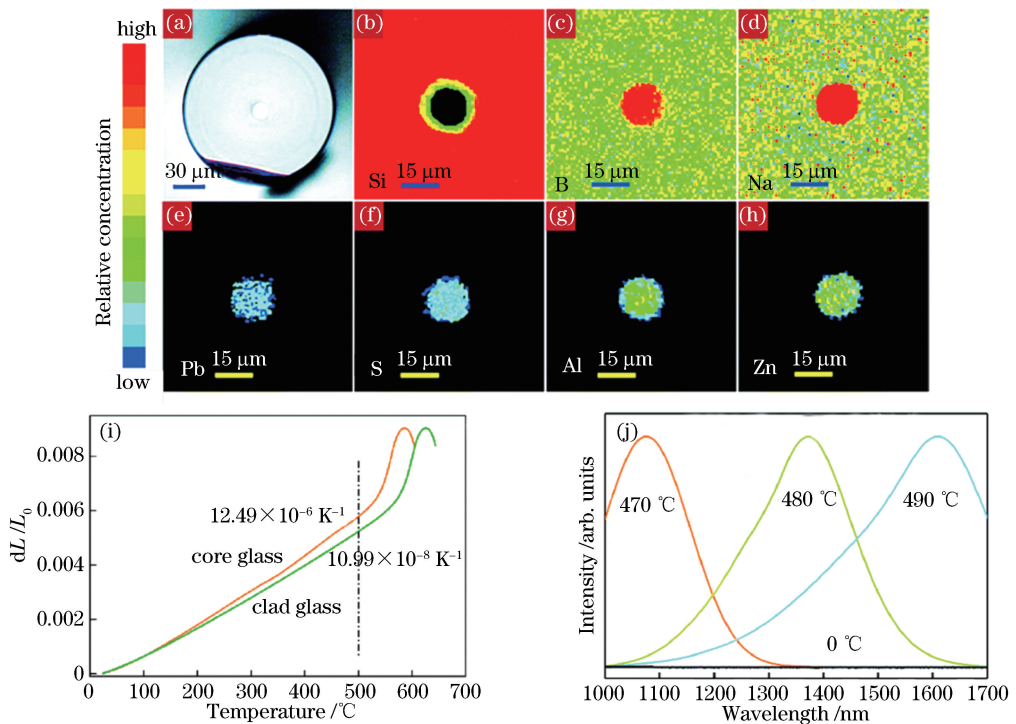 high
Relative concentration
low
(a)
30 μm
(b)
Si
15 μm
(c)
B
15 μm
(d)
Na
15 μm
(e)
Pb
15 μm
(f)
S
15 μm
(g)
Al
15 μm
(h)
Zn
15 μm
(i)
dL/L₀
0.008
0.006
0.004
0.002
0
12.49×10⁻⁶ K⁻¹
core glass
10.99×10⁻⁸ K⁻¹
clad glass
0 100 200 300 400 500 600 700
Temperature /℃
(j)
Intensity /arb. units
470 ℃
480 ℃
490 ℃
0 ℃
1000 1100 1200 1300 1400 1500 1600 1700
Wavelength /nm